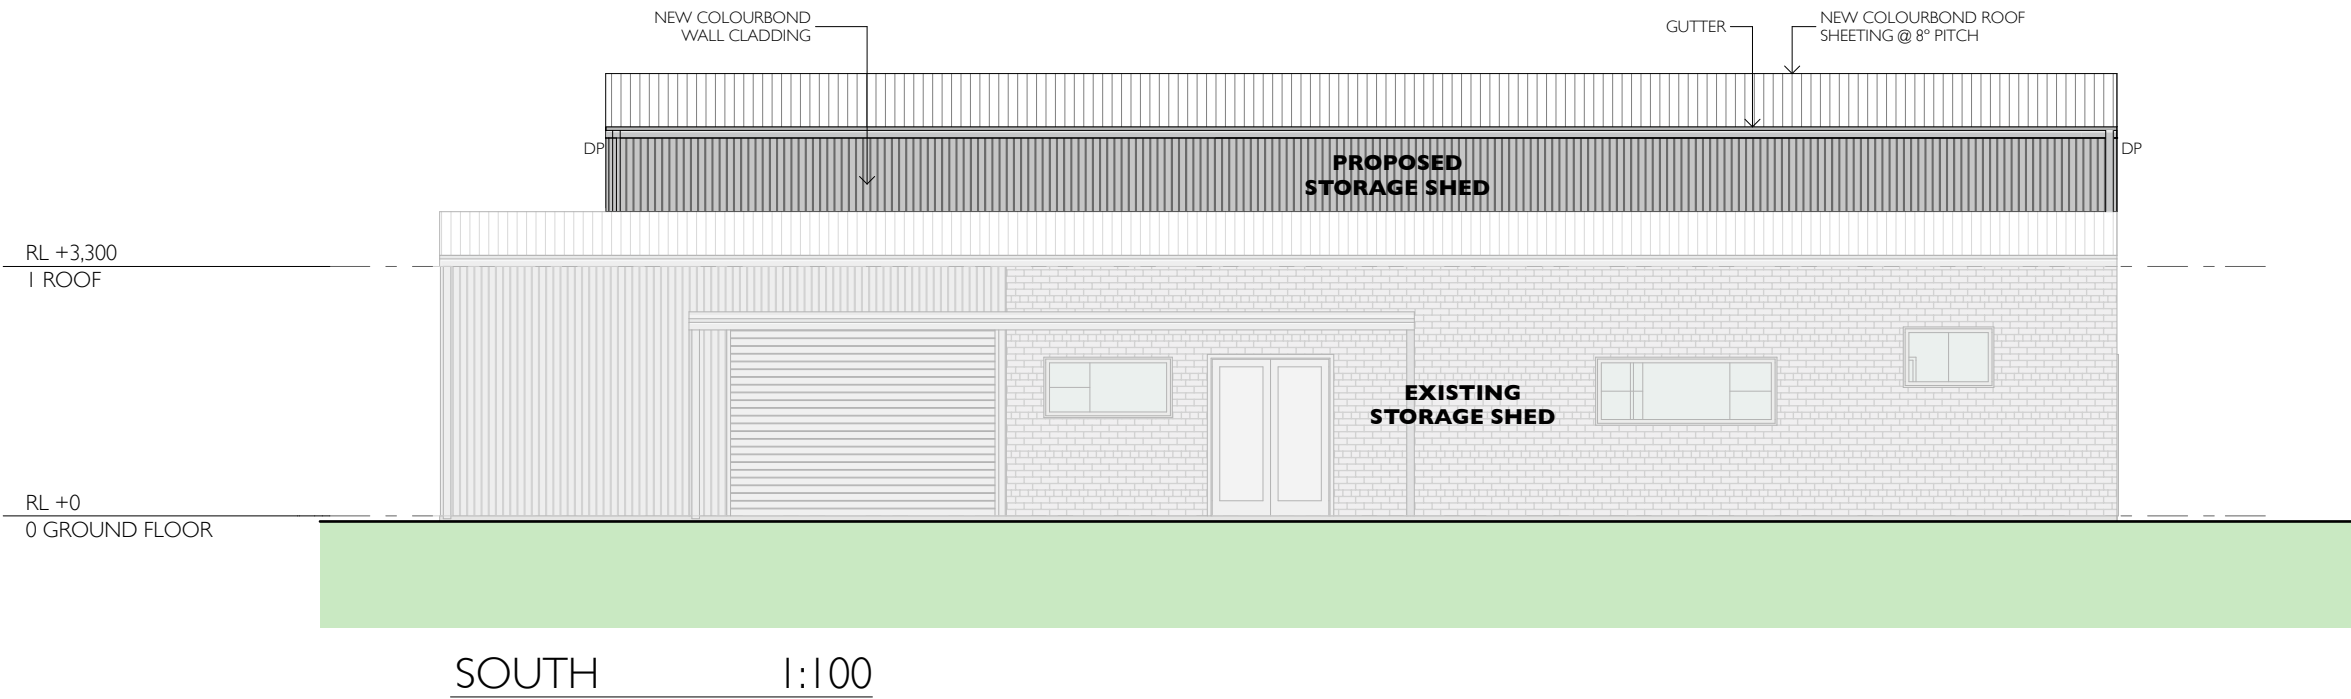 NEW COLOURBOND
WALL CLADDING
GUTTER
NEW COLOURBOND ROOF
SHEETING @ 8° PITCH
DP
DP
PROPOSED
STORAGE SHED
RL +3,300
1 ROOF
EXISTING
STORAGE SHED
RL +0
0 GROUND FLOOR
SOUTH 1:100